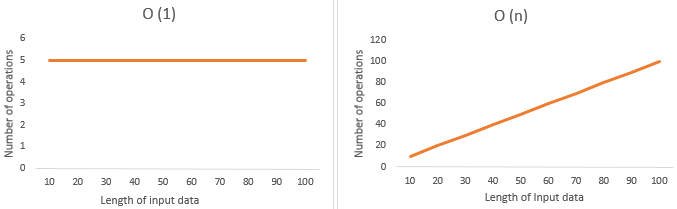 O (1)
Number of operations
6
5
4
3
2
1
0
10 20 30 40 50 60 70 80 90 100
Length of input data
O (n)
Number of operations
120
100
80
60
40
20
0
10 20 30 40 50 60 70 80 90 100
Length of Input data